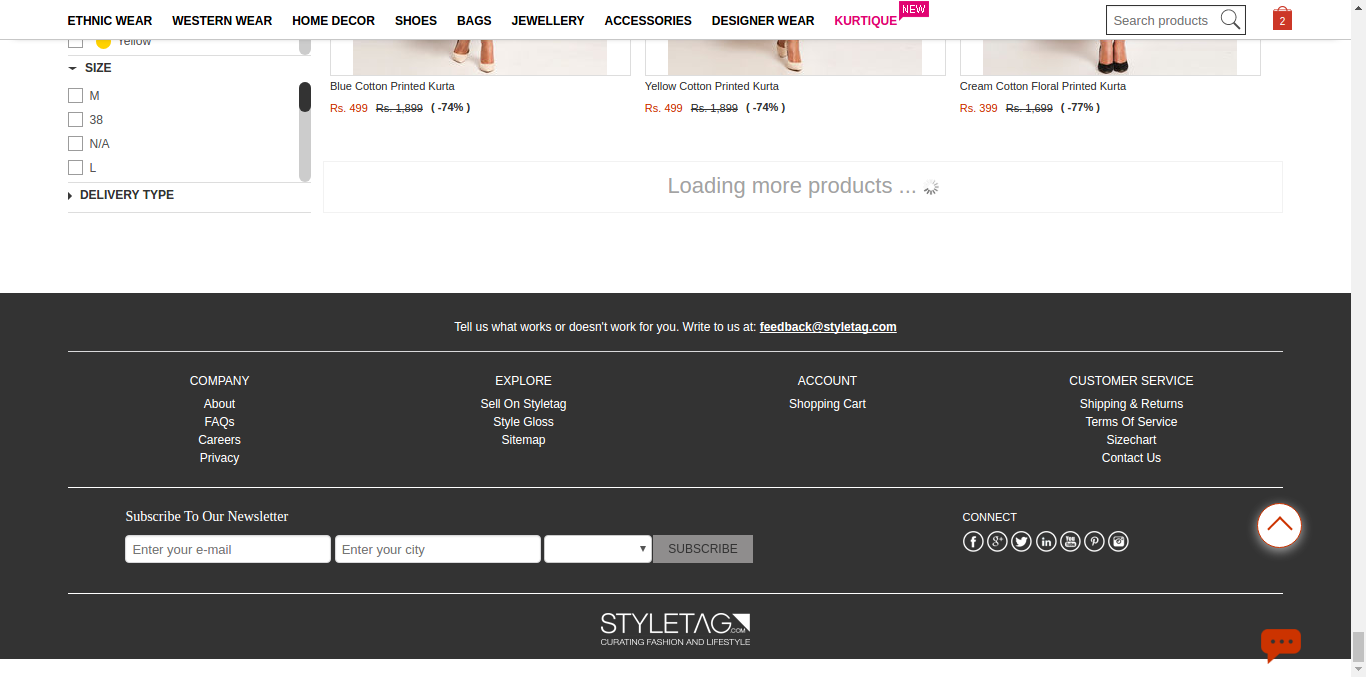 ETHNIC WEAR WESTERN WEAR HOME DECOR SHOES BAGS JEWELLERY ACCESSORIES DESIGNER WEAR KURTIQUE NEW Search products 2
Yellow
SIZE
M
38
N/A
L
DELIVERY TYPE
Blue Cotton Printed Kurta
Rs. 499 Rs. 1,899 ( -74% )
Yellow Cotton Printed Kurta
Rs. 499 Rs. 1,899 ( -74% )
Cream Cotton Floral Printed Kurta
Rs. 399 Rs. 1,699 ( -77% )
Loading more products ...
Tell us what works or doesn't work for you. Write to us at: feedback@styletag.com
COMPANY
About
FAQs
Careers
Privacy
EXPLORE
Sell On Styletag
Style Gloss
Sitemap
ACCOUNT
Shopping Cart
CUSTOMER SERVICE
Shipping & Returns
Terms Of Service
Sizechart
Contact Us
Subscribe To Our Newsletter
Enter your e-mail Enter your city SUBSCRIBE
CONNECT
f g+ in You Tube
STYLETAG.COM
CURATING FASHION AND LIFESTYLE